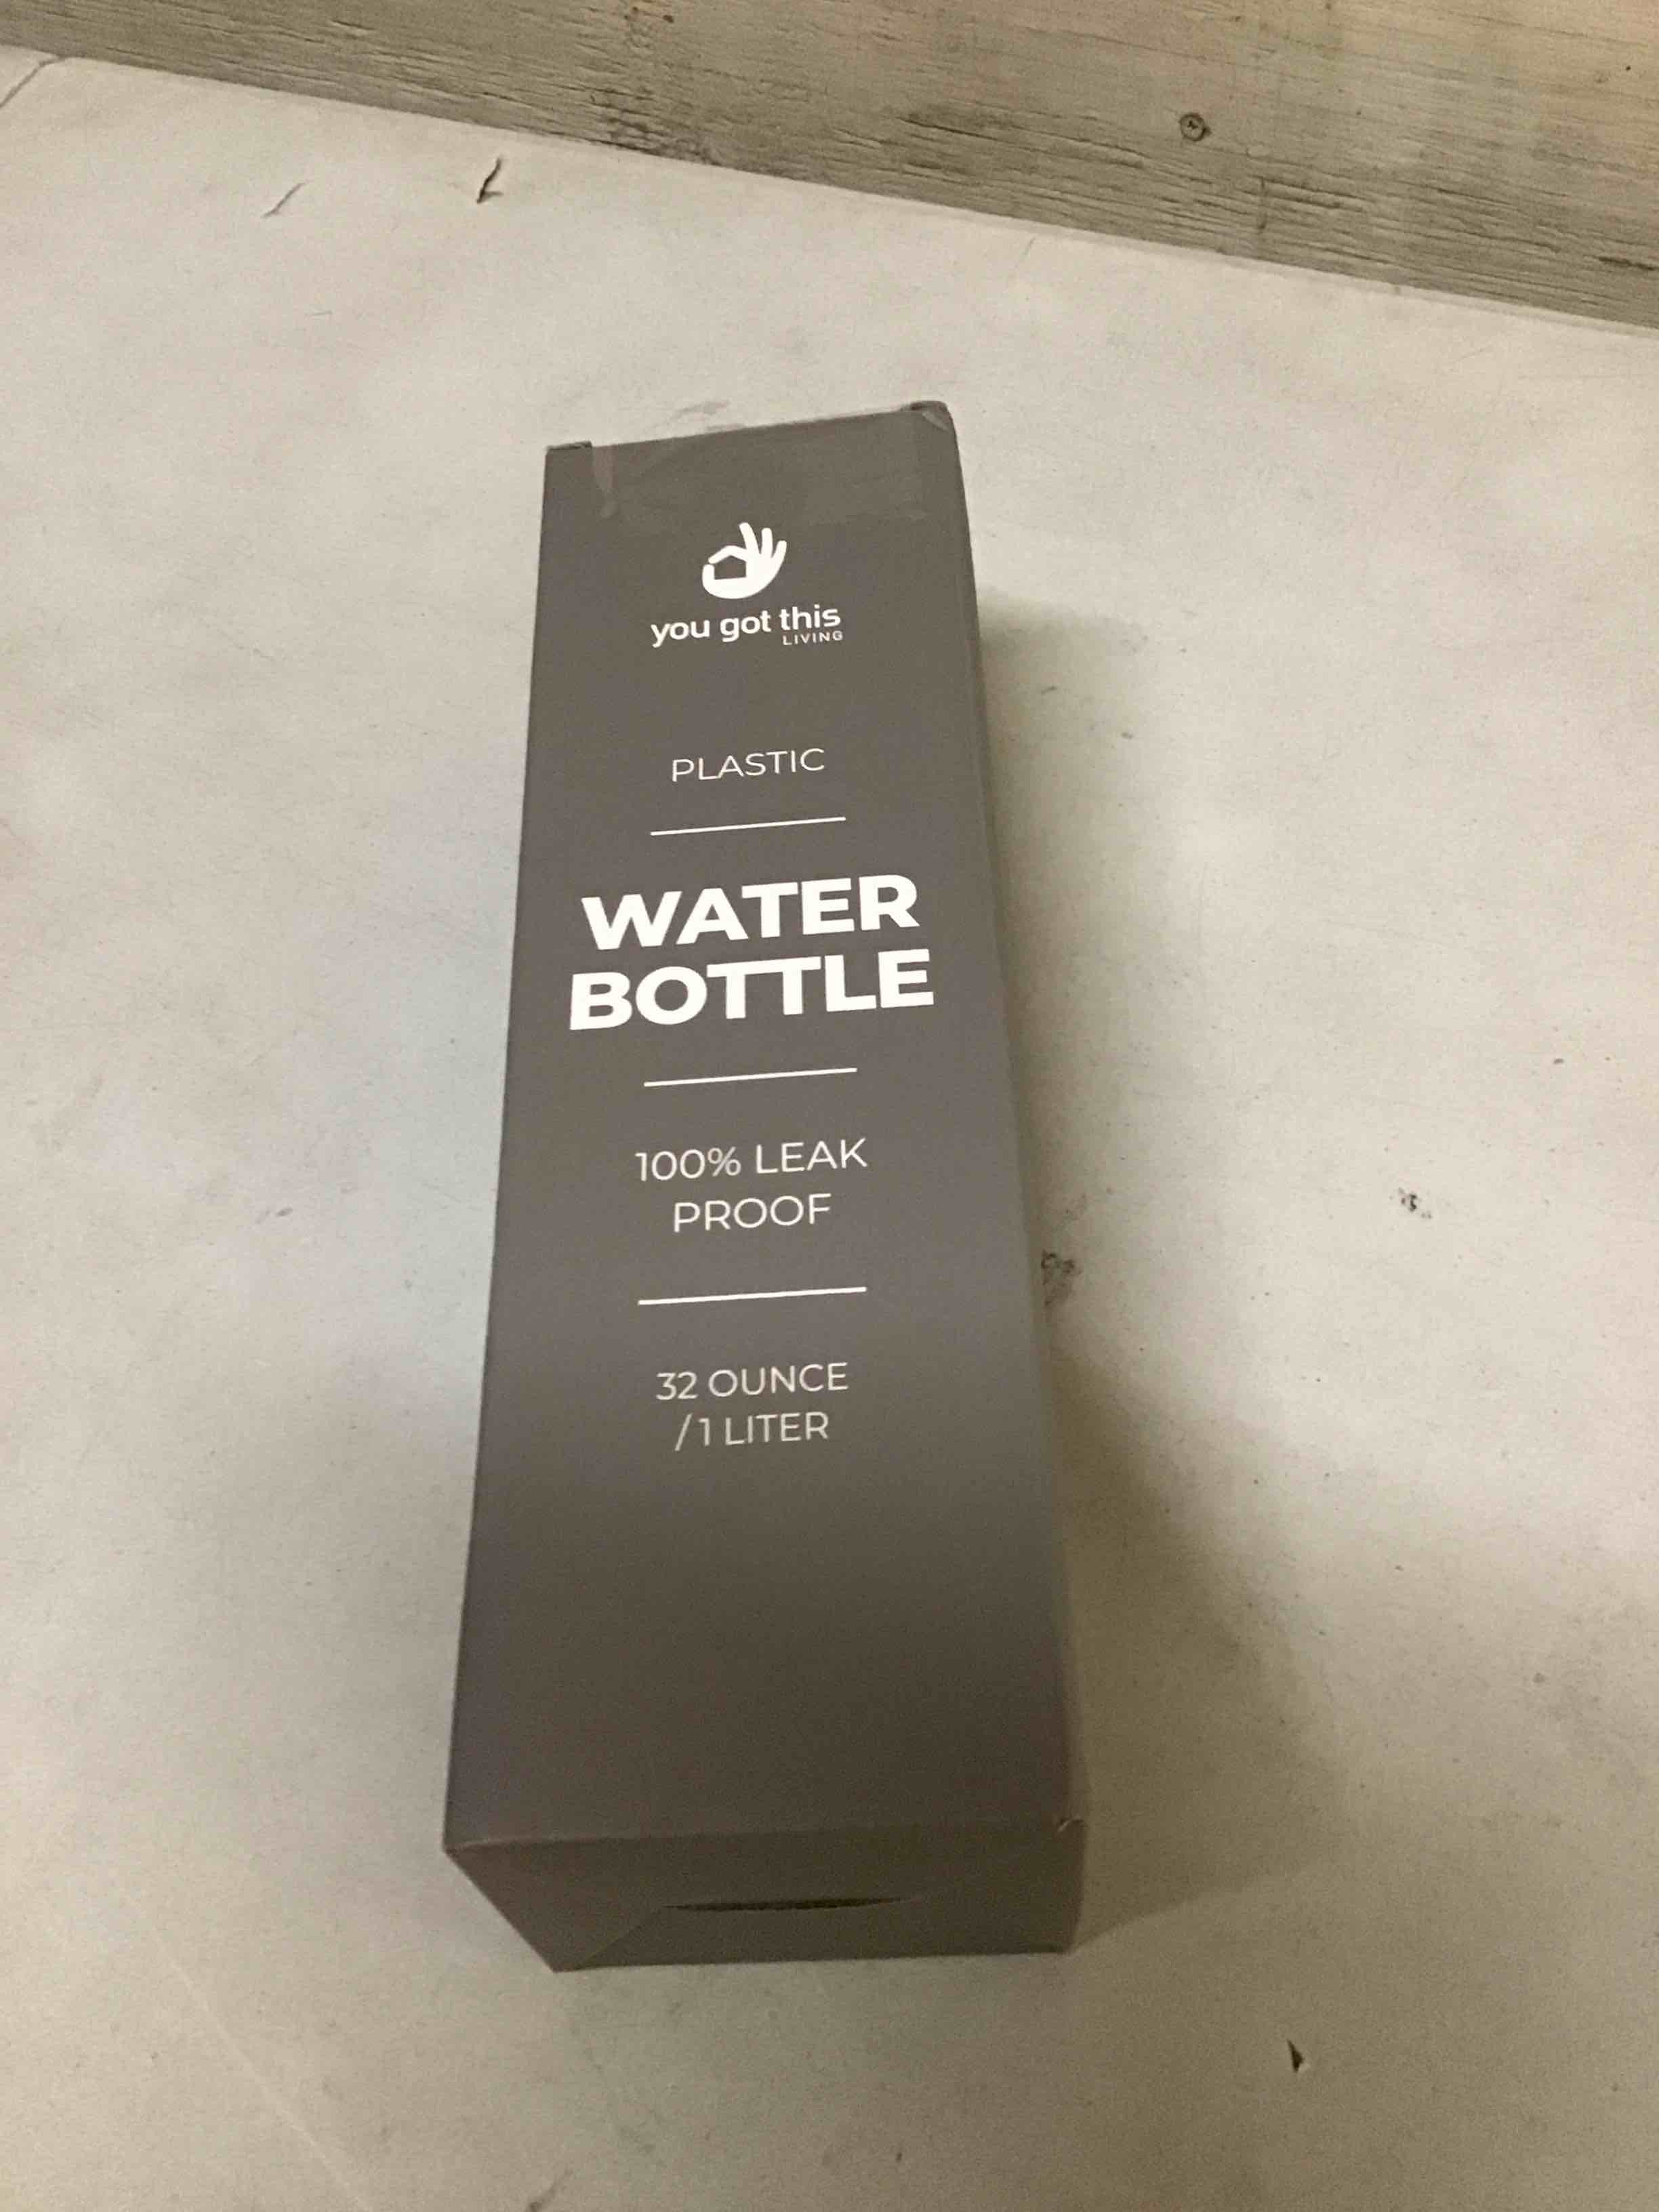 you got this
LIVING
PLASTIC
WATER
BOTTLE
100% LEAK
PROOF
32 OUNCE
/1 LITER